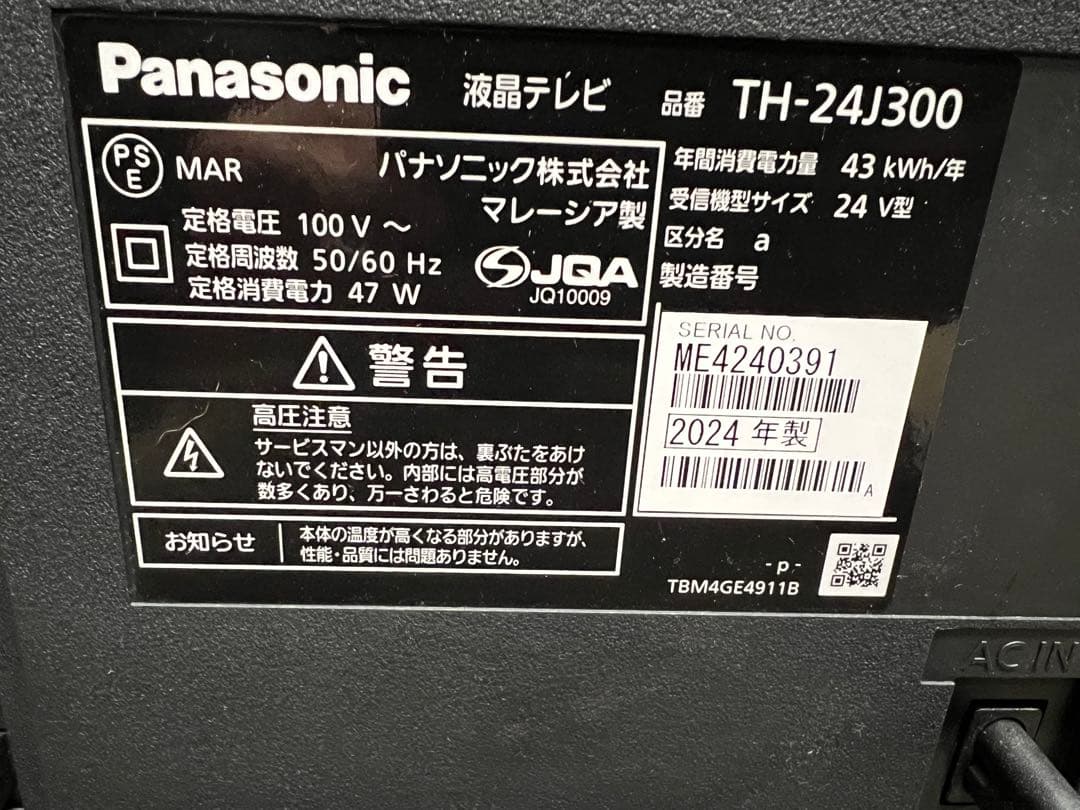 Panasonic 液晶テレビ 品番 TH-24J300
PS E MAR パナソニック株式会社
マレーシア製
定格電圧 100 V ～
定格周波数 50/60 Hz
定格消費電力 47 W
JQA
JQ10009
年間消費電力量 43 kWh/年
受信機型サイズ 24 V型
区分名 a
製造番号
SERIAL NO.
ME4240391
2024 年製
A
警告
高圧注意
サービスマン以外の方は、裏ぶたをあけ
ないでください。内部には高電圧部分が
数多くあり、万一さわると危険です。
お知らせ
本体の温度が高くなる部分がありますが、
性能・品質には問題ありません。
-p-
TBM4GE4911B
AC IN